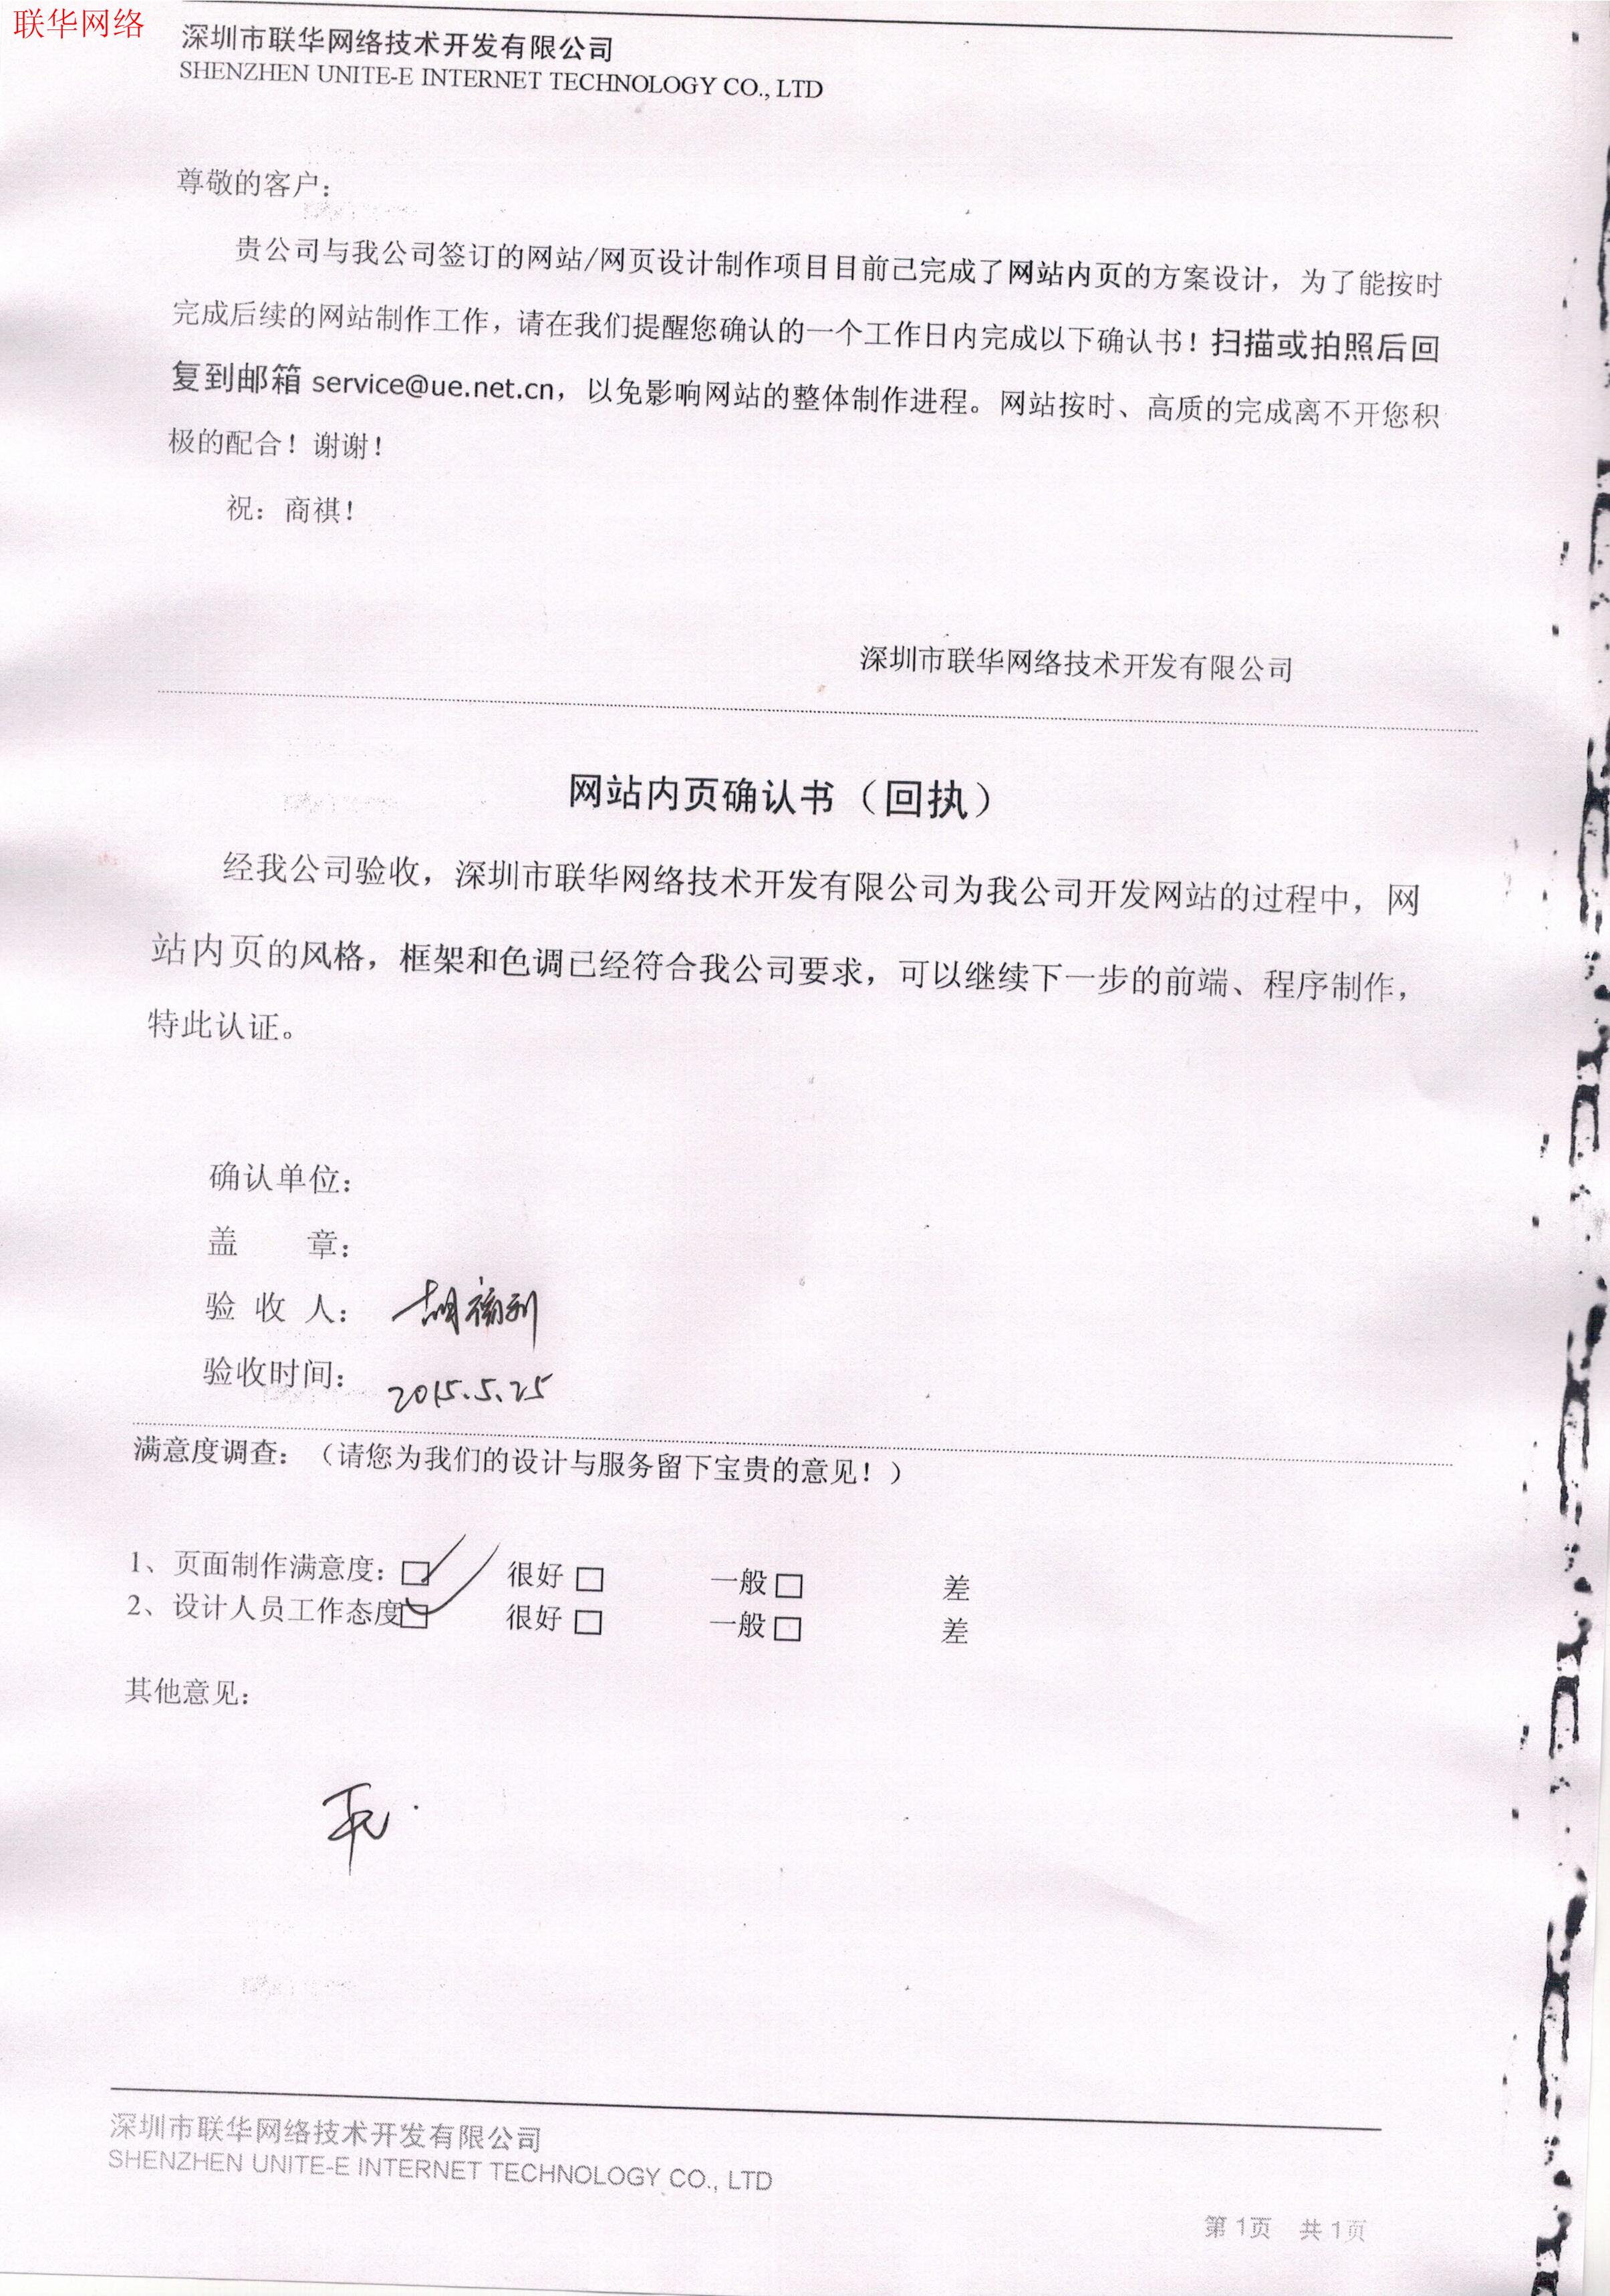 联华网络
深圳市联华网络技术开发有限公司
SHENZHEN UNITE-E INTERNET TECHNOLOGY CO., LTD
尊敬的客户：
贵公司与我公司签订的网站/网页设计制作项目目前己完成了网站内页的方案设计，为了能按时
完成后续的网站制作工作，请在我们提醒您确认的一个工作日内完成以下确认书！扫描或拍照后回
复到邮箱 service@ue.net.cn，以免影响网站的整体制作进程。网站按时、高质的完成离不开您积
极的配合！谢谢！
祝：商祺！
深圳市联华网络技术开发有限公司
网站内页确认书（回执）
经我公司验收，深圳市联华网络技术开发有限公司为我公司开发网站的过程中，网
站内页的风格，框架和色调已经符合我公司要求，可以继续下一步的前端、程序制作，
特此认证。
确认单位：
盖 章：
验 收 人：
验收时间：2015.5.25
满意度调查：（请您为我们的设计与服务留下宝贵的意见！）
1、页面制作满意度：□ 很好 □ 一般 □ 差
2、设计人员工作态度□ 很好 □ 一般 □ 差
其他意见：
深圳市联华网络技术开发有限公司
SHENZHEN UNITE-E INTERNET TECHNOLOGY CO., LTD
第 1页 共 1页